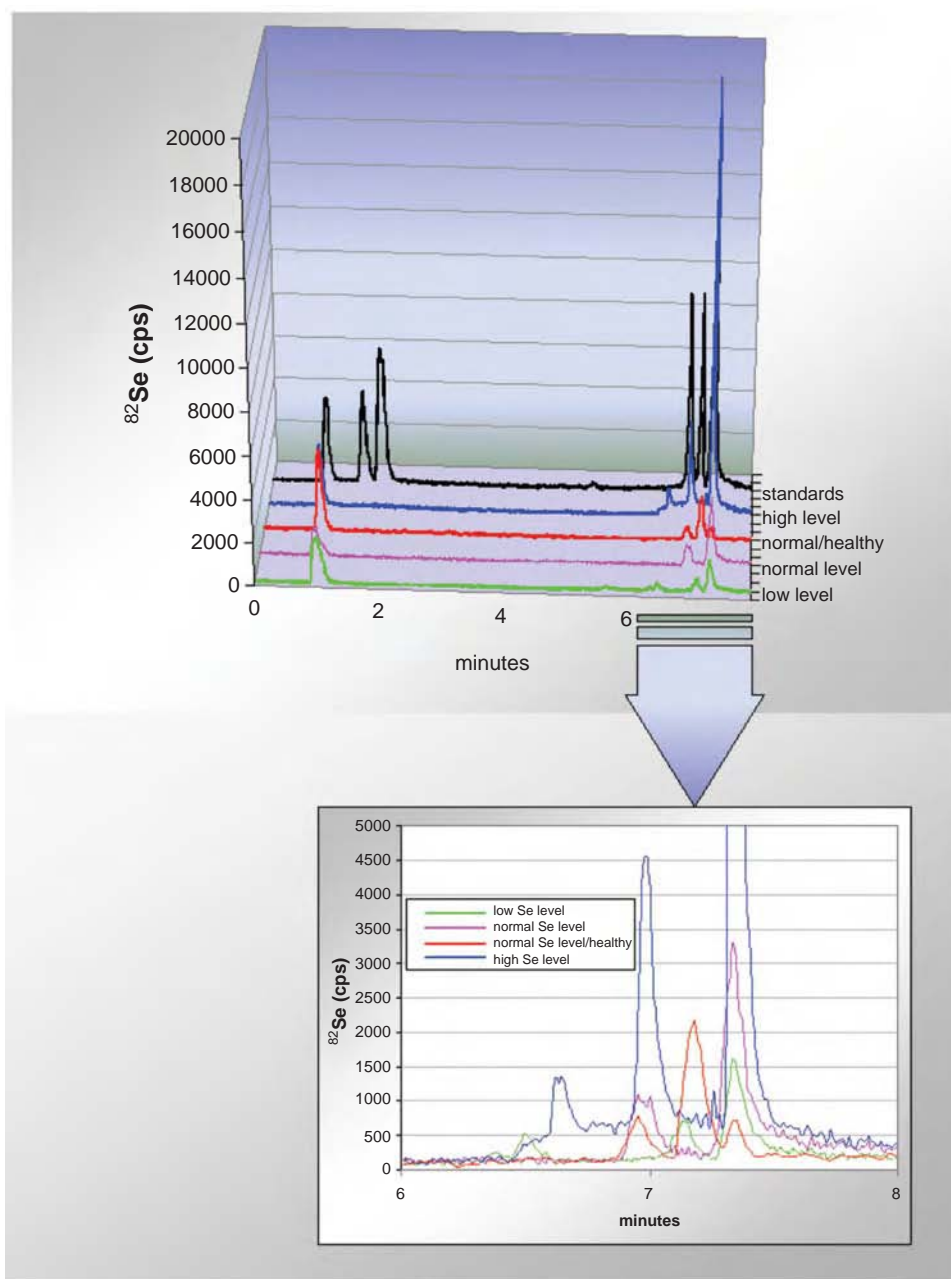 20000
18000
16000
14000
12000
10000
8000
6000
4000
2000
0
82Se (cps)
standards
high level
normal/healthy
normal level
low level
0 2 4 6
minutes
5000
4500
4000
3500
3000
2500
2000
1500
1000
500
0
82Se (cps)
low Se level
normal Se level
normal Se level/healthy
high Se level
6 7 8
minutes